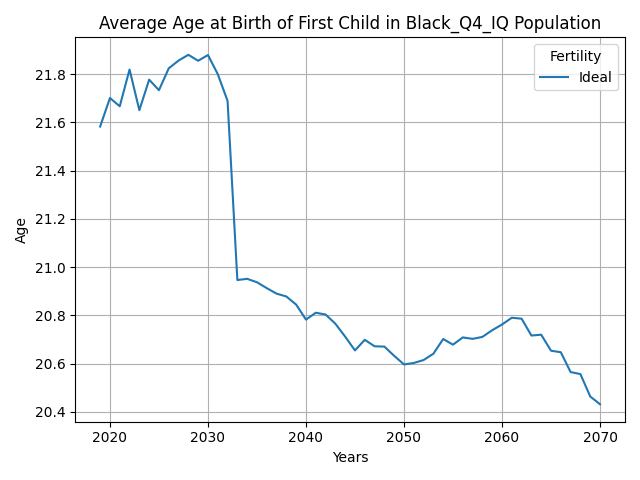 Average Age at Birth of First Child in Black_Q4_IQ Population
Fertility
Ideal
21.8
21.6
21.4
21.2
21.0
20.8
20.6
20.4
Age
2020 2030 2040 2050 2060 2070
Years